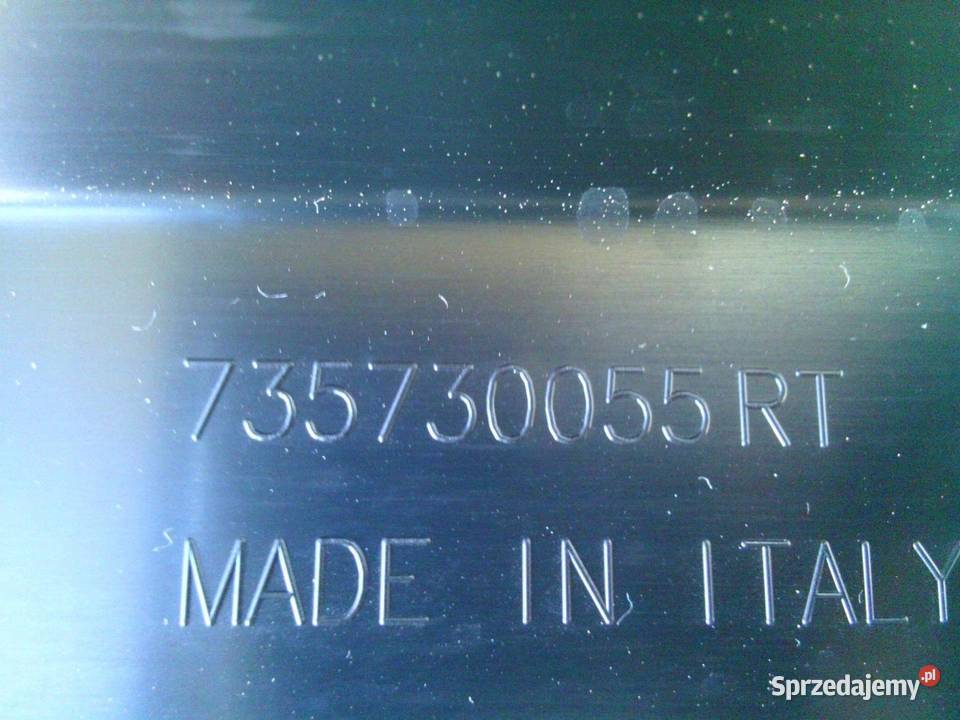 735730055RT
MADE IN ITALY
Sprzedajemy.pl